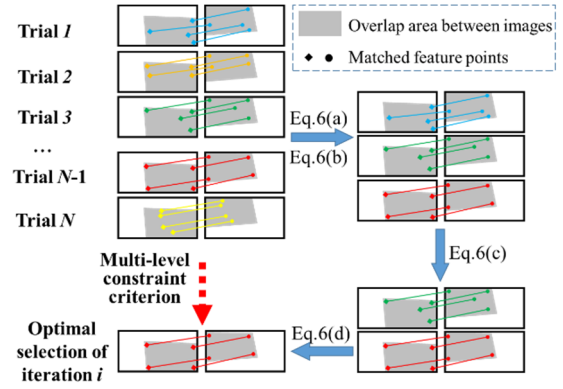 Trial 1
Overlap area between images
Trial 2
Matched feature points
Trial 3
Eq.6(a)
…
Eq.6(b)
Trial N-1
Trial N
Eq.6(c)
Multi-level
constraint
criterion
Optimal
selection of
iteration i
Eq.6(d)